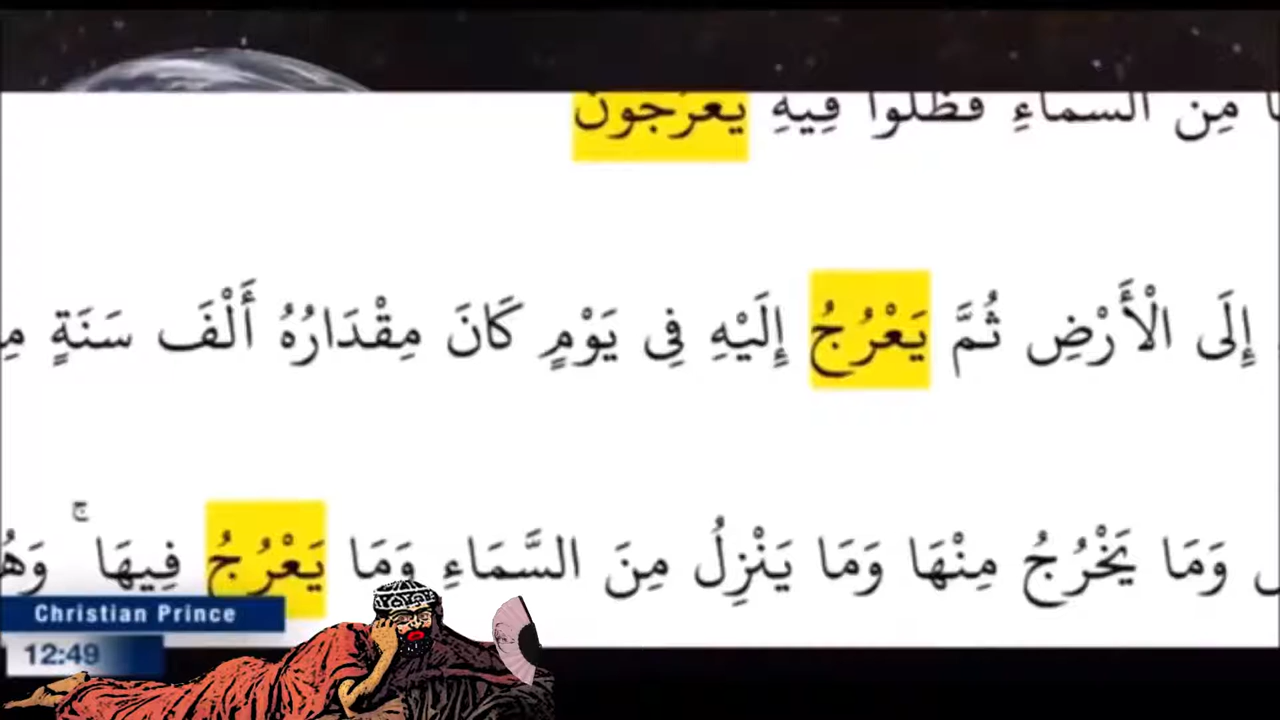 مِنَ السَّمَاءِ فَظَلُّوا فِيهِ يَعْرُجُونَ
إِلَى الْأَرْضِ ثُمَّ يَعْرُجُ إِلَيْهِ فِى يَوْمٍ كَانَ مِقْدَارُهُ أَلْفَ سَنَةٍ
وَمَا يَخْرُجُ مِنْهَا وَمَا يَنْزِلُ مِنَ السَّمَاءِ وَمَا يَعْرُجُ فِيهَا ۚ
Christian Prince
12:49